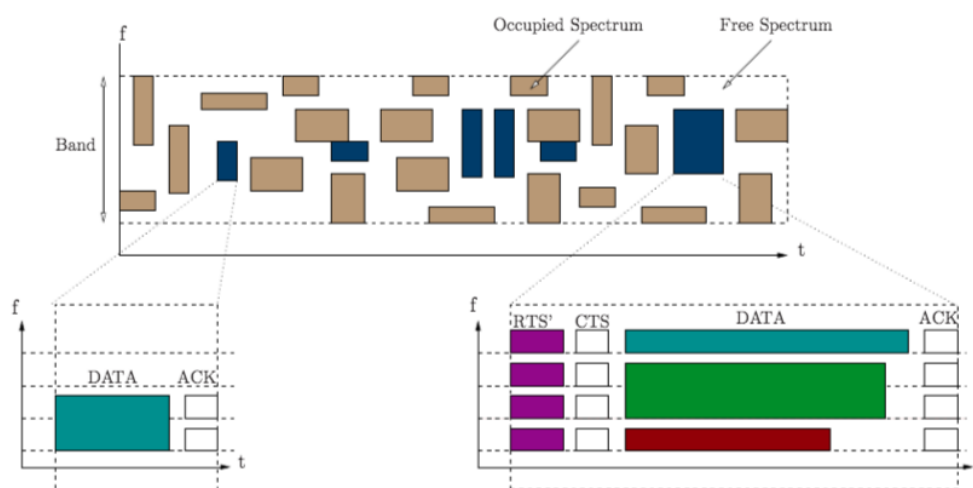 f
Occupied Spectrum
Free Spectrum
Band
t
f
DATA
ACK
t
f
RTS'
CTS
DATA
ACK